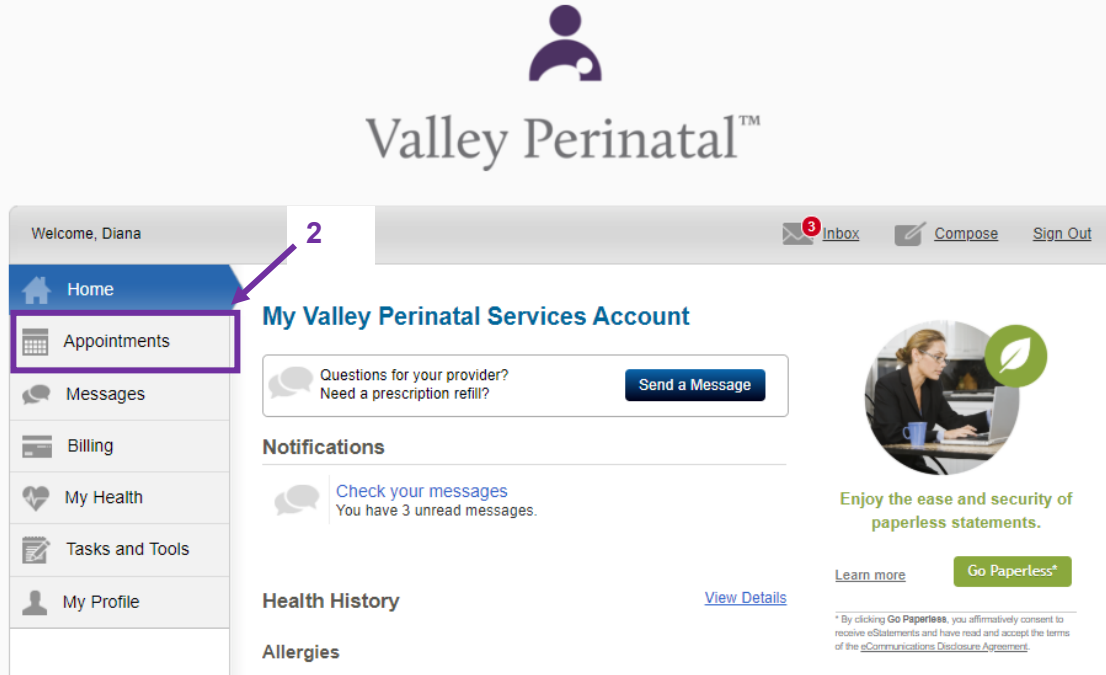 Valley Perinatal™
Welcome, Diana
2
3 Inbox
Compose
Sign Out
Home
Appointments
Messages
Billing
My Health
Tasks and Tools
My Profile
My Valley Perinatal Services Account
Questions for your provider?
Need a prescription refill?
Send a Message
Notifications
Check your messages
You have 3 unread messages.
Health History
View Details
Allergies
Enjoy the ease and security of
paperless statements.
Learn more
Go Paperless*
* By clicking Go Paperless, you affirmatively consent to
receive eStatements and have read and accept the terms
of the eCommunications Disclosure Agreement.